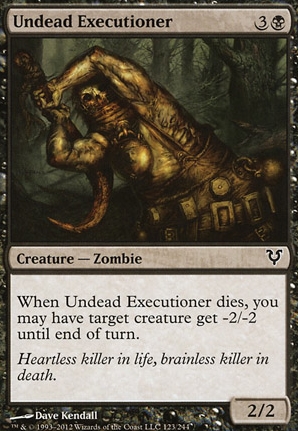 Undead Executioner 3
Creature — Zombie
When Undead Executioner dies, you
may have target creature get -2/-2
until end of turn.
Heartless killer in life, brainless killer in
death.
2/2
Dave Kendall
™ & © 1993–2012 Wizards of the Coast LLC 123/244